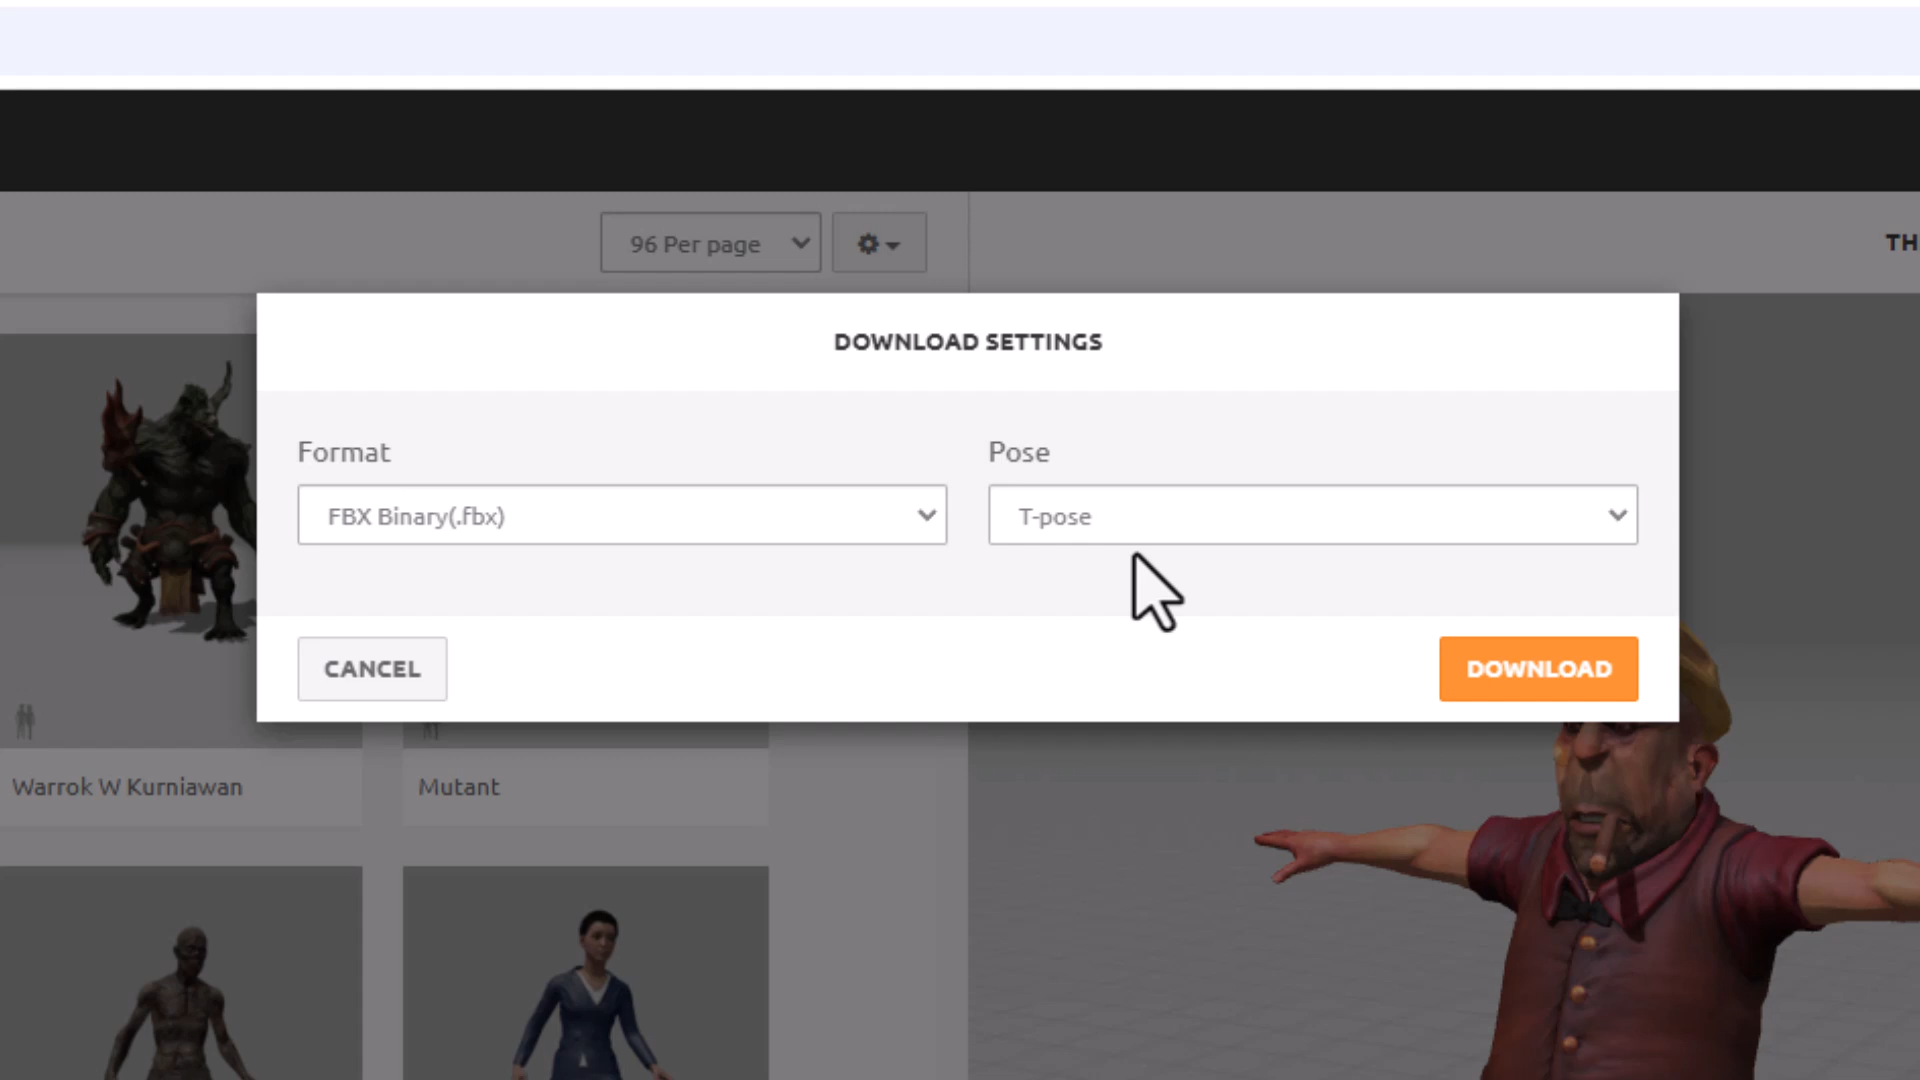 96 Per page
TH
DOWNLOAD SETTINGS
Format
Pose
FBX Binary(.fbx)
T-pose
CANCEL
DOWNLOAD
Warrok W Kurniawan
Mutant